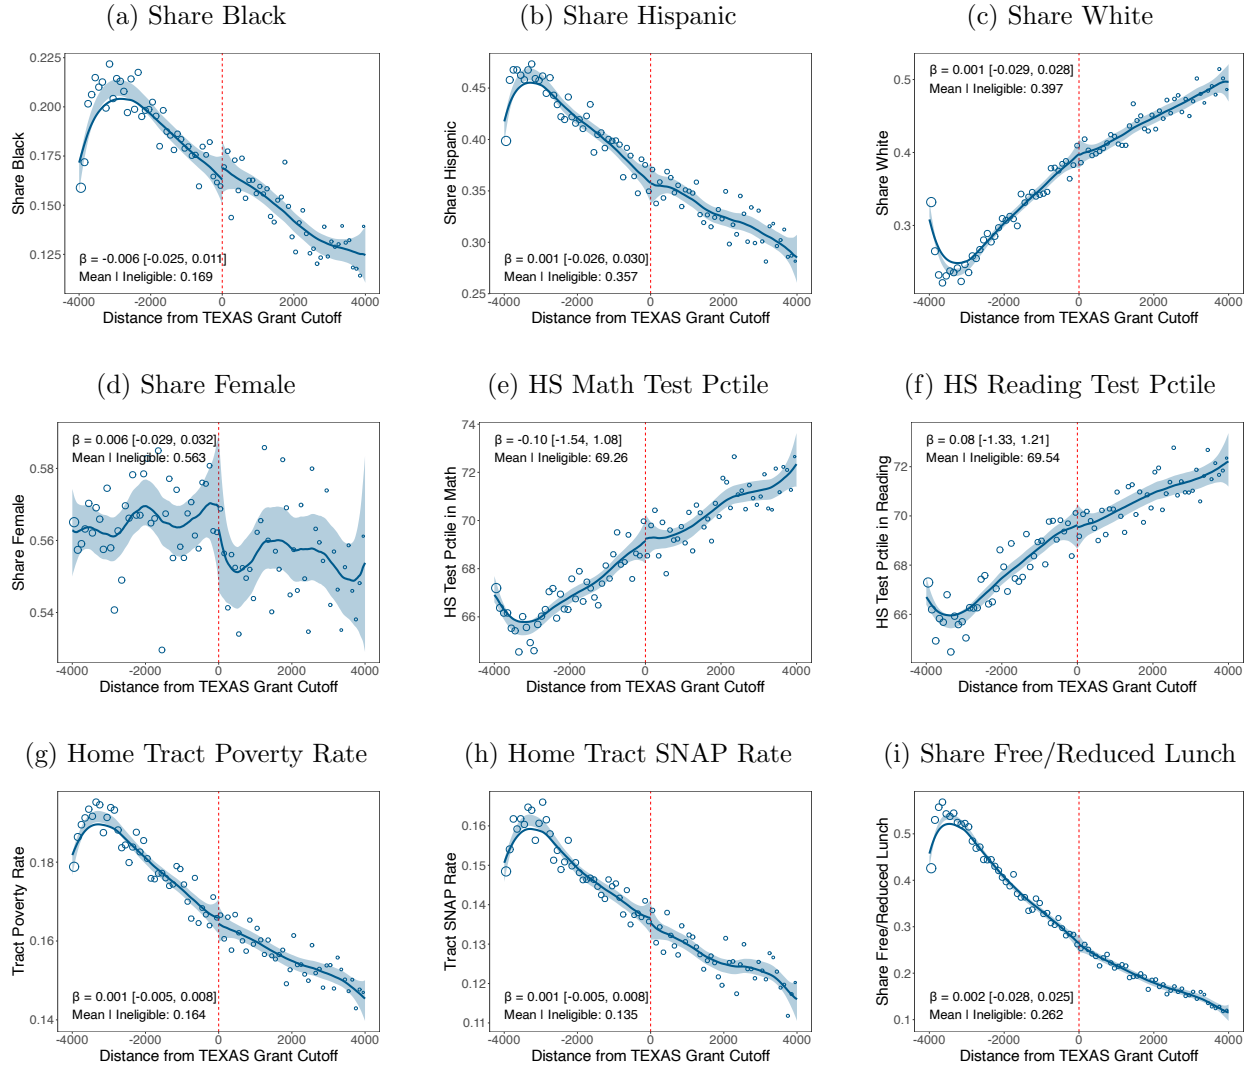 (a) Share Black
0.225
0.200
0.175
0.150
0.125
Share Black
β = -0.006 [-0.025, 0.011]
Mean | Ineligible: 0.169
-4000 -2000 0 2000 4000
Distance from TEXAS Grant Cutoff
(b) Share Hispanic
0.45
0.40
0.35
0.30
0.25
Share Hispanic
β = 0.001 [-0.026, 0.030]
Mean | Ineligible: 0.357
-4000 -2000 0 2000 4000
Distance from TEXAS Grant Cutoff
(c) Share White
0.5
0.4
0.3
Share White
β = 0.001 [-0.029, 0.028]
Mean | Ineligible: 0.397
-4000 -2000 0 2000 4000
Distance from TEXAS Grant Cutoff
(d) Share Female
0.58
0.56
0.54
Share Female
β = 0.006 [-0.029, 0.032]
Mean | Ineligible: 0.563
-4000 -2000 0 2000 4000
Distance from TEXAS Grant Cutoff
(e) HS Math Test Pctile
74
72
70
68
66
HS Test Pctile in Math
β = -0.10 [-1.54, 1.08]
Mean | Ineligible: 69.26
-4000 -2000 0 2000 4000
Distance from TEXAS Grant Cutoff
(f) HS Reading Test Pctile
72
70
68
66
HS Test Pctile in Reading
β = 0.08 [-1.33, 1.21]
Mean | Ineligible: 69.54
-4000 -2000 0 2000 4000
Distance from TEXAS Grant Cutoff
(g) Home Tract Poverty Rate
0.18
0.16
0.14
Tract Poverty Rate
β = 0.001 [-0.005, 0.008]
Mean | Ineligible: 0.164
-4000 -2000 0 2000 4000
Distance from TEXAS Grant Cutoff
(h) Home Tract SNAP Rate
0.16
0.15
0.14
0.13
0.12
0.11
Tract SNAP Rate
β = 0.001 [-0.005, 0.008]
Mean | Ineligible: 0.135
-4000 -2000 0 2000 4000
Distance from TEXAS Grant Cutoff
(i) Share Free/Reduced Lunch
0.5
0.4
0.3
0.2
0.1
Share Free/Reduced Lunch
β = 0.002 [-0.028, 0.025]
Mean | Ineligible: 0.262
-4000 -2000 0 2000 4000
Distance from TEXAS Grant Cutoff